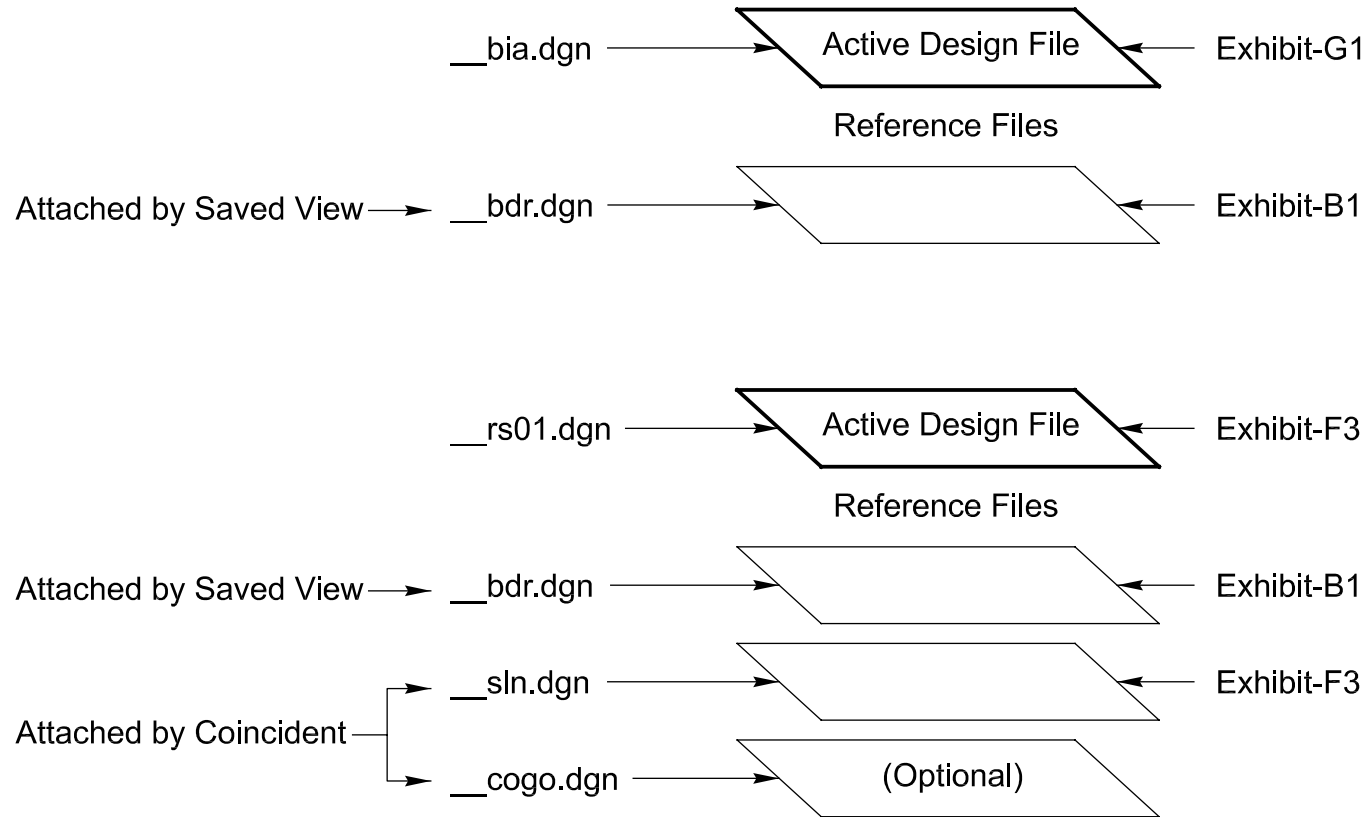 __bia.dgn Active Design File Exhibit-G1
Reference Files
Attached by Saved View __bdr.dgn Exhibit-B1
__rs01.dgn Active Design File Exhibit-F3
Reference Files
Attached by Saved View __bdr.dgn Exhibit-B1
__sln.dgn Exhibit-F3
Attached by Coincident
__cogo.dgn (Optional)